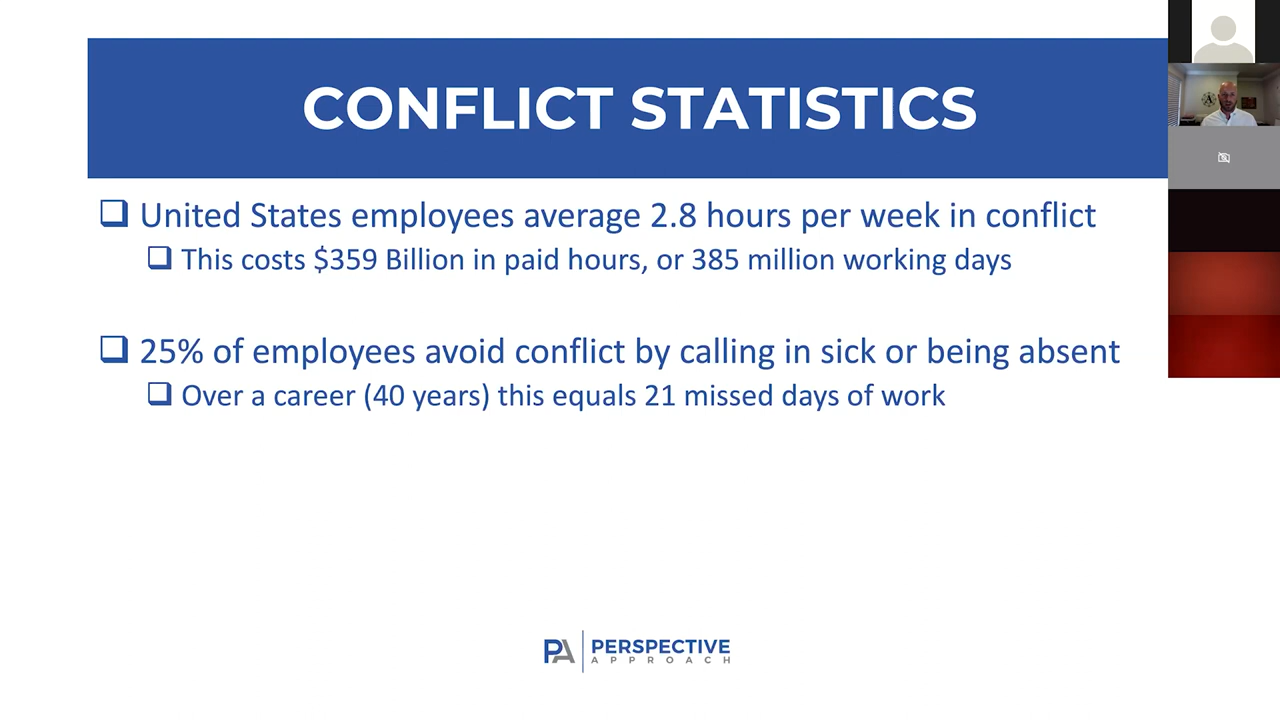 CONFLICT STATISTICS
United States employees average 2.8 hours per week in conflict
This costs $359 Billion in paid hours, or 385 million working days
25% of employees avoid conflict by calling in sick or being absent
Over a career (40 years) this equals 21 missed days of work
PA PERSPECTIVE
APPROACH